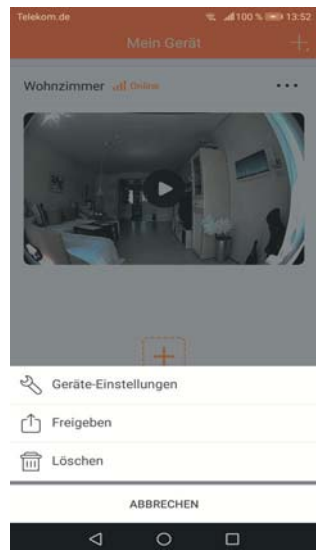 Telekom.de 100 % 13:52
Mein Gerät
Wohnzimmer Online
Geräte-Einstellungen
Freigeben
Löschen
ABBRECHEN